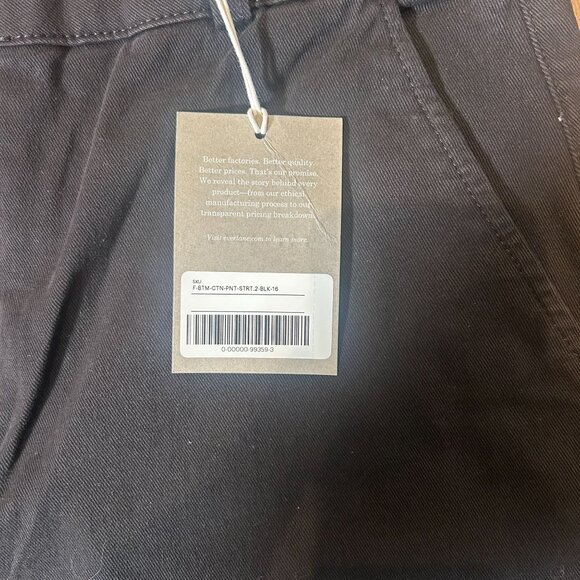 Better factories. Better quality.
Better prices. That's our promise.
We reveal the story behind every
product—from our ethical
manufacturing process to our
transparent pricing breakdown.
Visit everlane.com to learn more.
SKU
F-BTM-CTN-PNT-STRT.2-BLK-16
0-00000-99359-3